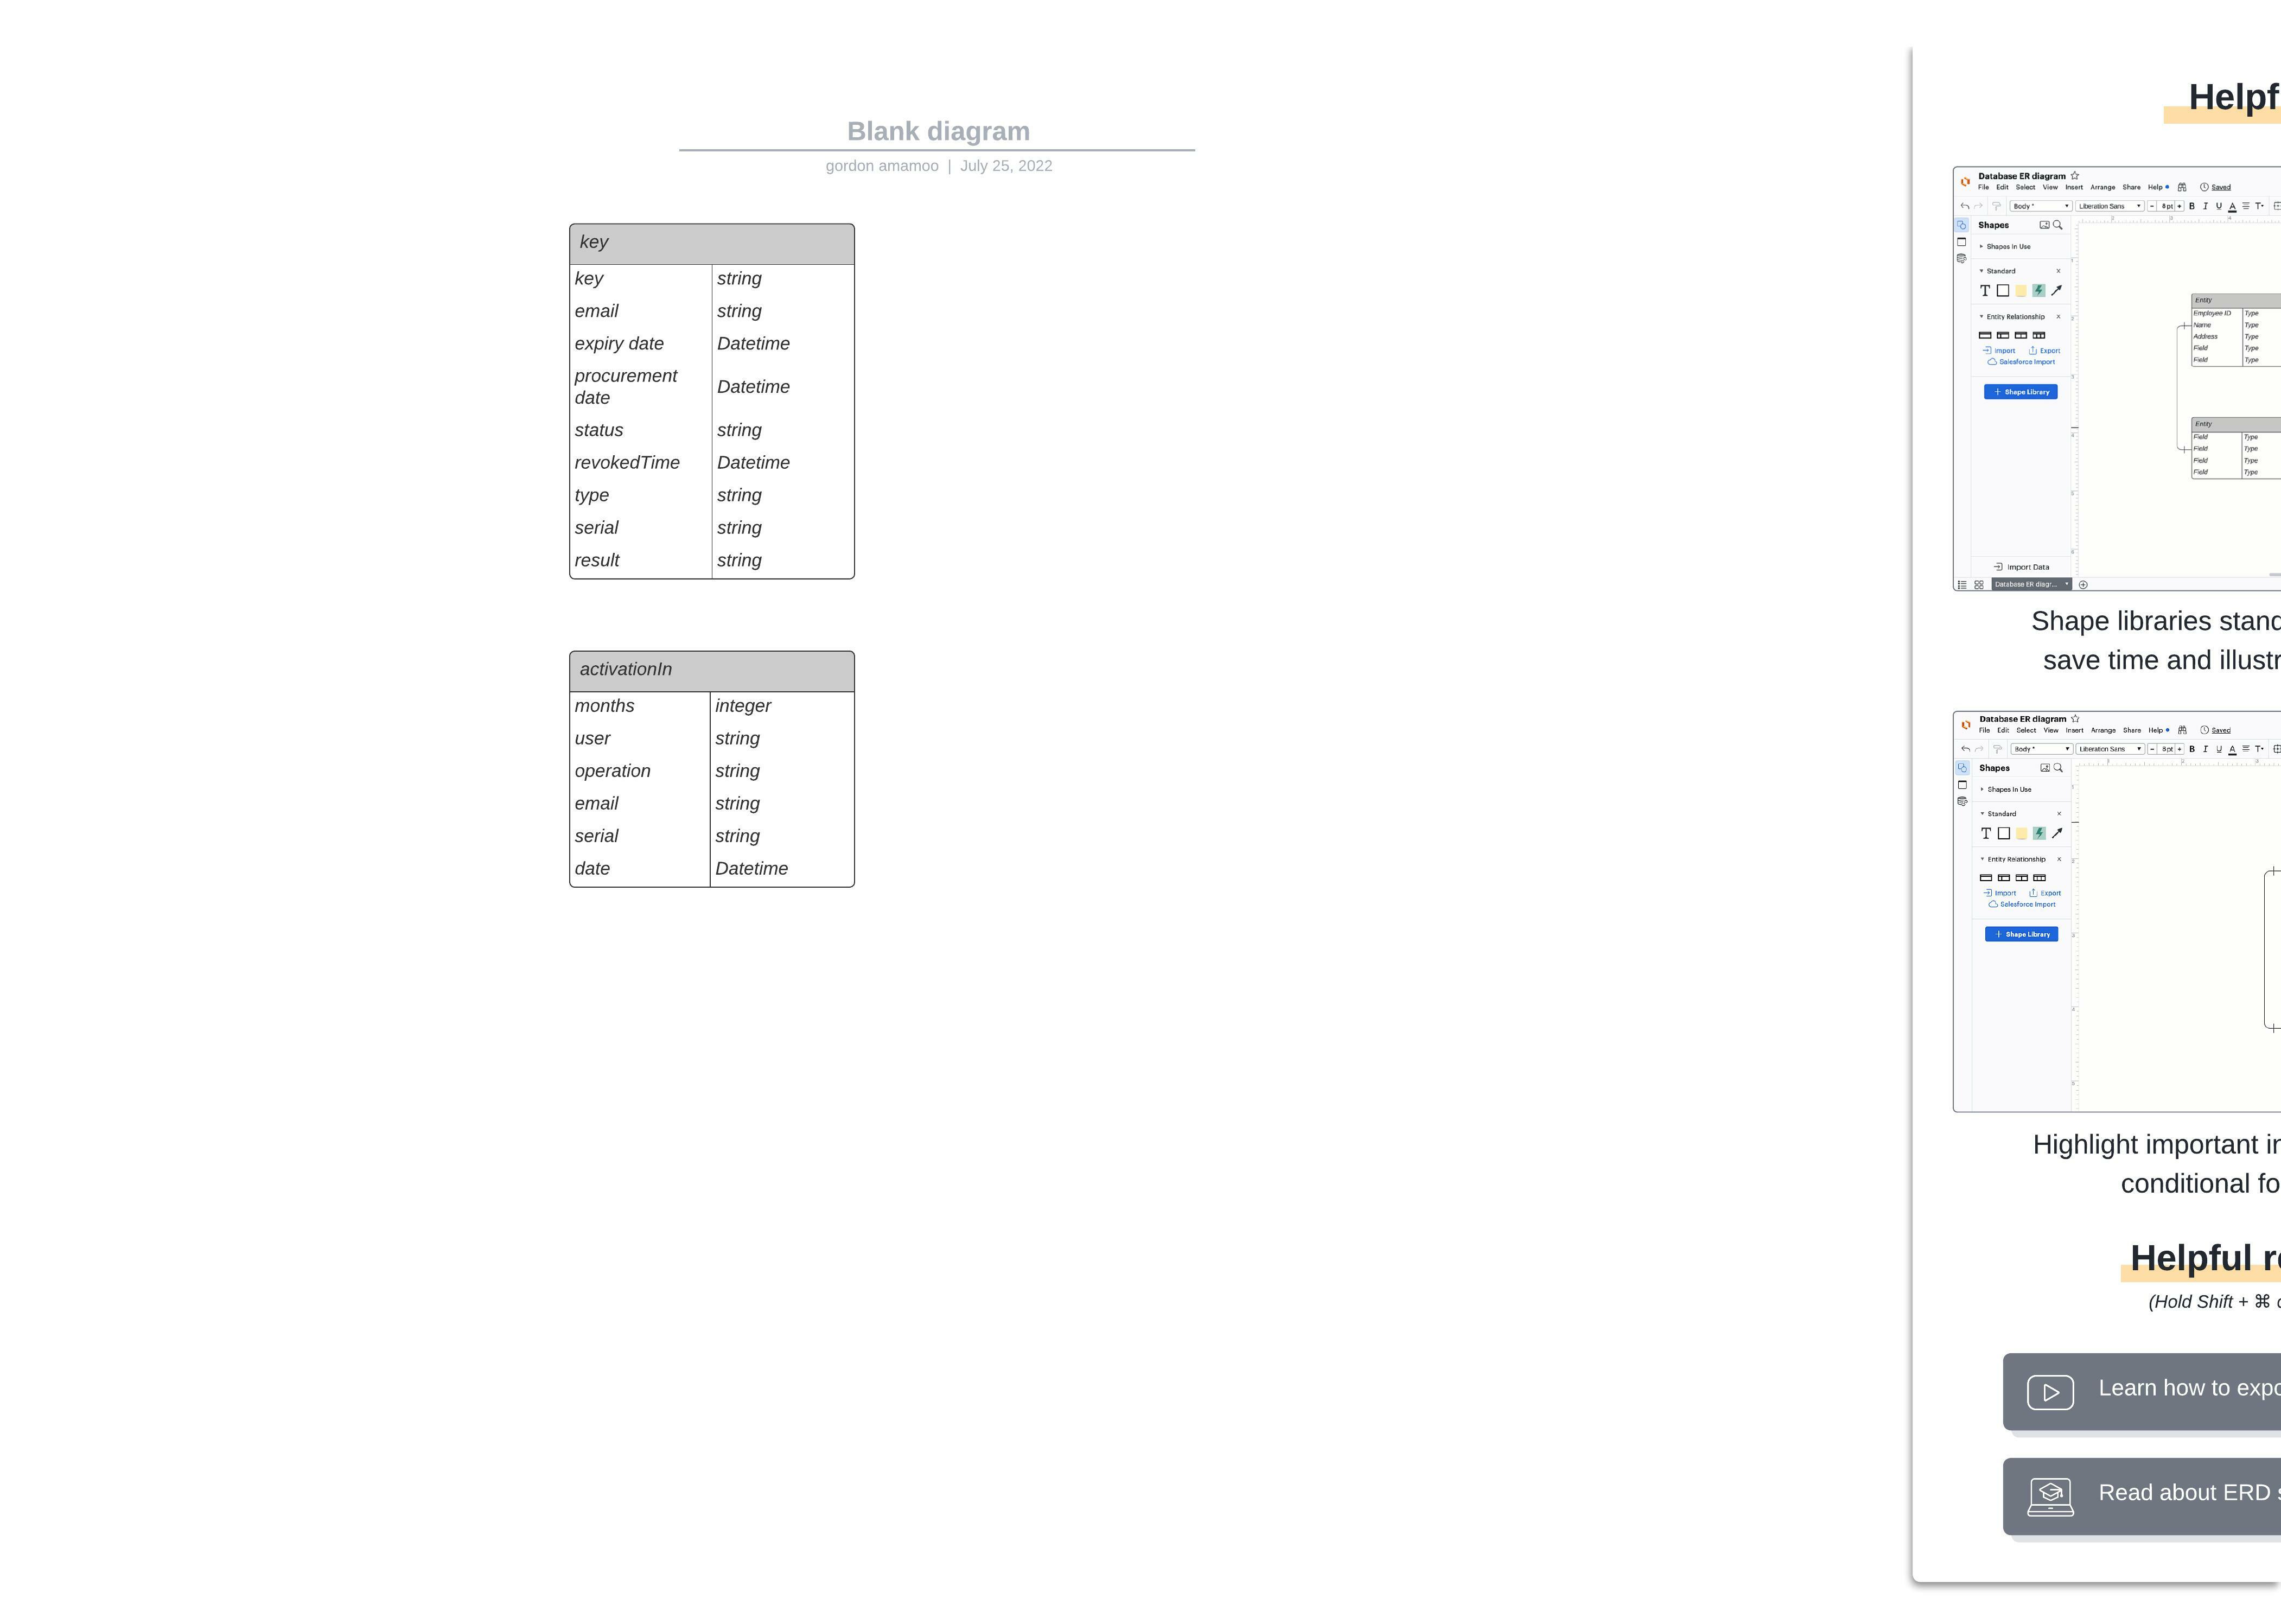 Blank diagram
gordon amamoo | July 25, 2022
key
key string
email string
expiry date Datetime
procurement
date Datetime
status string
revokedTime Datetime
type string
serial string
result string
activationIn
months integer
user string
operation string
email string
serial string
date Datetime
Helpf
Database ER diagram
File Edit Select View Insert Arrange Share Help Saved
Body * Liberation Sans 8 pt B I U A T
Shapes
Shapes In Use
Standard x
T
Entity Relationship x
Import Export
Salesforce Import
+ Shape Library
Import Data
Database ER diagr...
Entity
Employee ID Type
Name Type
Address Type
Field Type
Field Type
Entity
Field Type
Field Type
Field Type
Field Type
Shape libraries stand
save time and illustr
Database ER diagram
File Edit Select View Insert Arrange Share Help Saved
Body * Liberation Sans 8 pt B I U A T
Shapes
Shapes In Use
Standard x
T
Entity Relationship x
Import Export
Salesforce Import
+ Shape Library
Highlight important in
conditional fo
Helpful re
(Hold Shift + ⌘ o
Learn how to expo
Read about ERD s